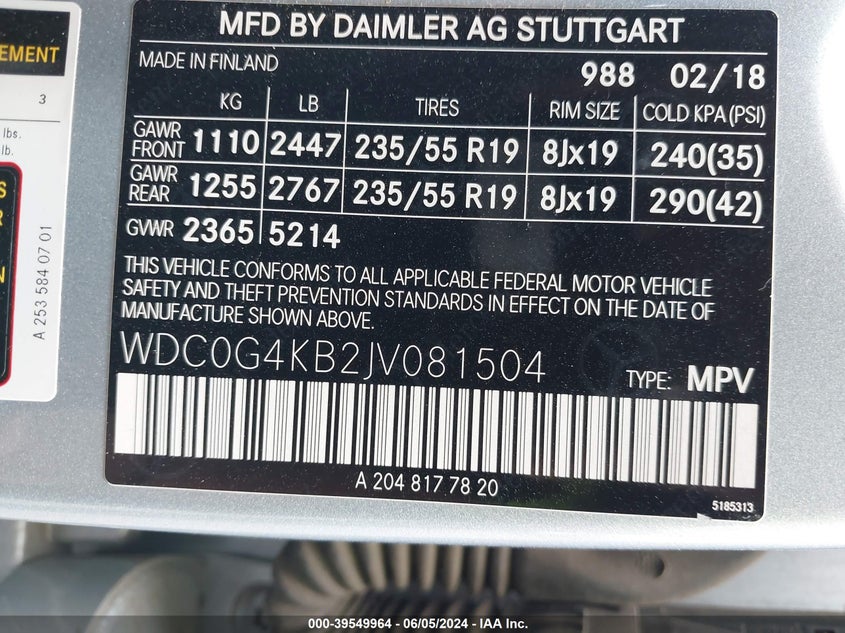 MFD BY DAIMLER AG STUTTGART
MADE IN FINLAND 988 02/18
KG LB TIRES RIM SIZE COLD KPA (PSI)
GAWR FRONT 1110 2447 235/55 R19 8Jx19 240(35)
GAWR REAR 1255 2767 235/55 R19 8Jx19 290(42)
GVWR 2365 5214
THIS VEHICLE CONFORMS TO ALL APPLICABLE FEDERAL MOTOR VEHICLE
SAFETY AND THEFT PREVENTION STANDARDS IN EFFECT ON THE DATE OF
MANUFACTURE SHOWN ABOVE.
WDC0G4KB2JV081504 TYPE: MPV
A 204 817 78 20
5185313
3
lbs.
lb.
A 253 584 07 01
000-39549964 / 06/05/2024 - IAA Inc.